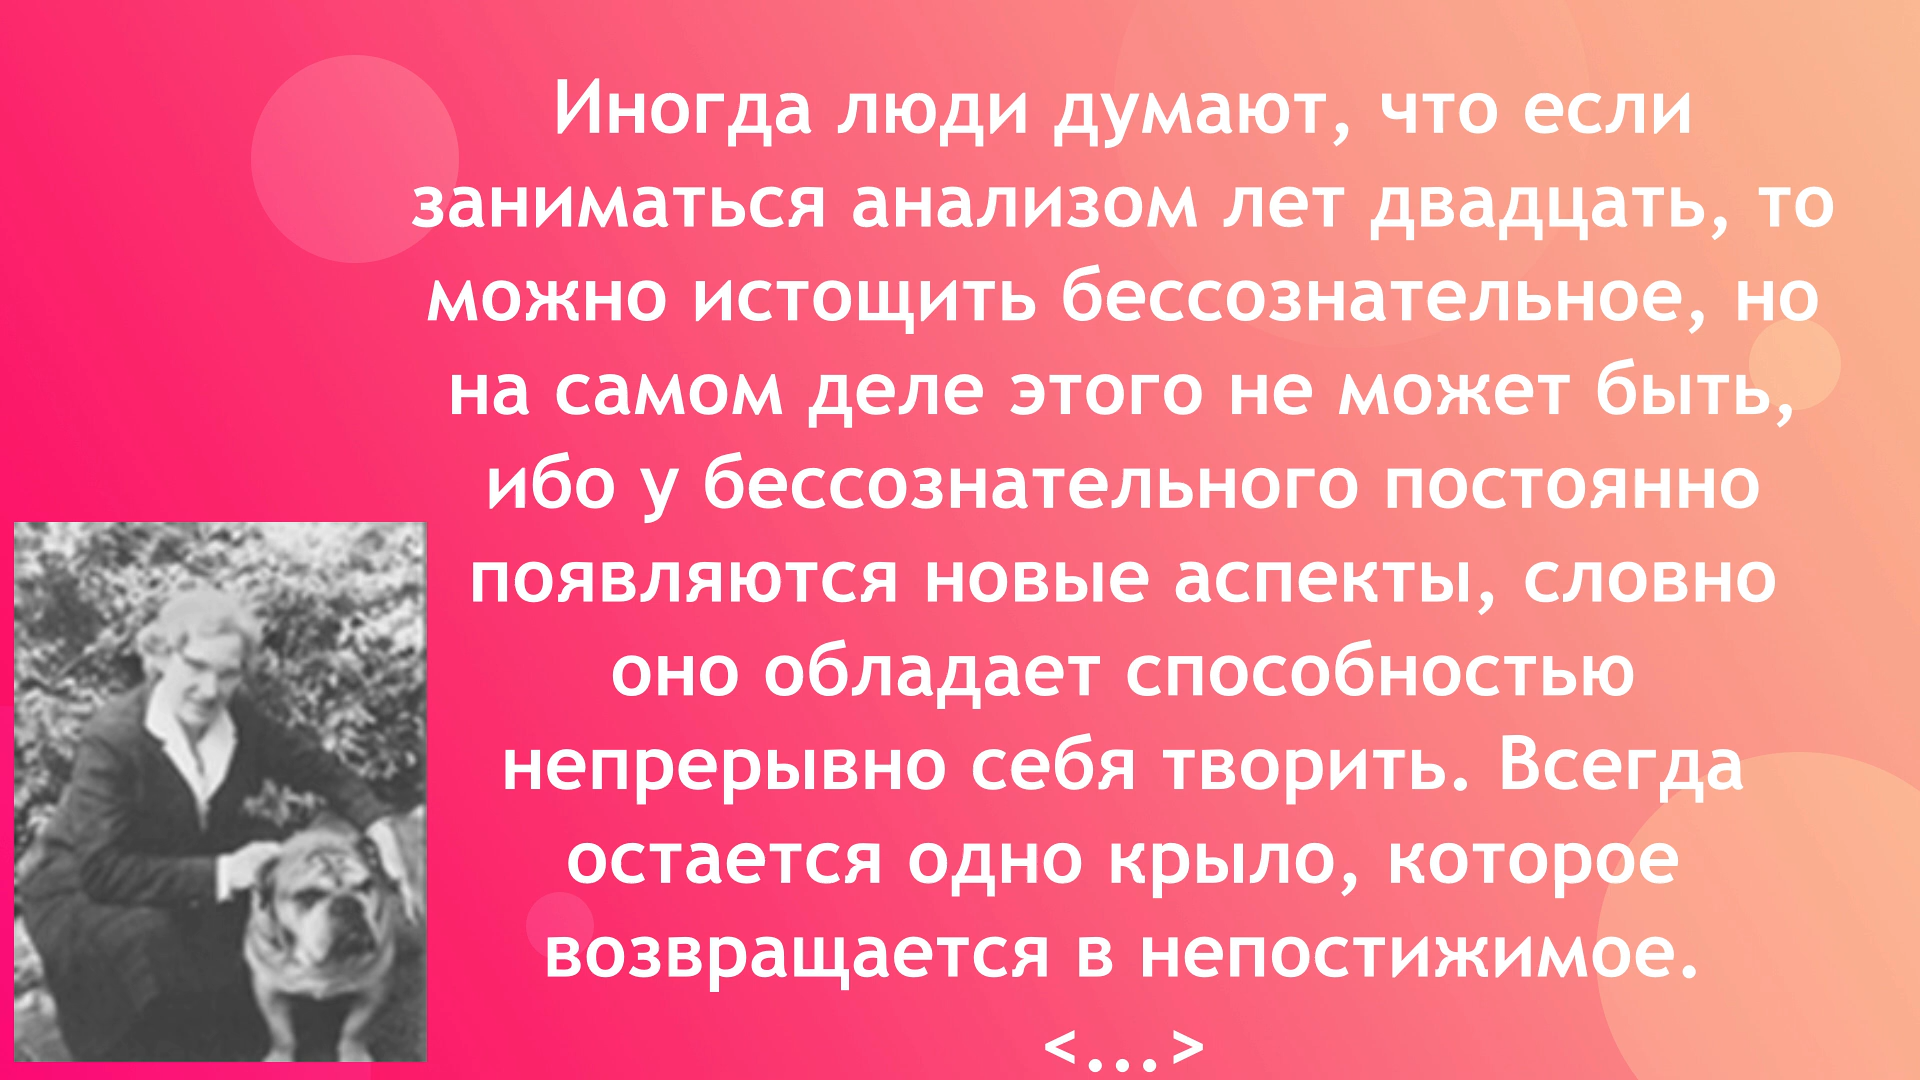 Иногда люди думают, что если
заниматься анализом лет двадцать, то
можно истощить бессознательное, но
на самом деле этого не может быть,
ибо у бессознательного постоянно
появляются новые аспекты, словно
оно обладает способностью
непрерывно себя творить. Всегда
остается одно крыло, которое
возвращается в непостижимое.
<...>